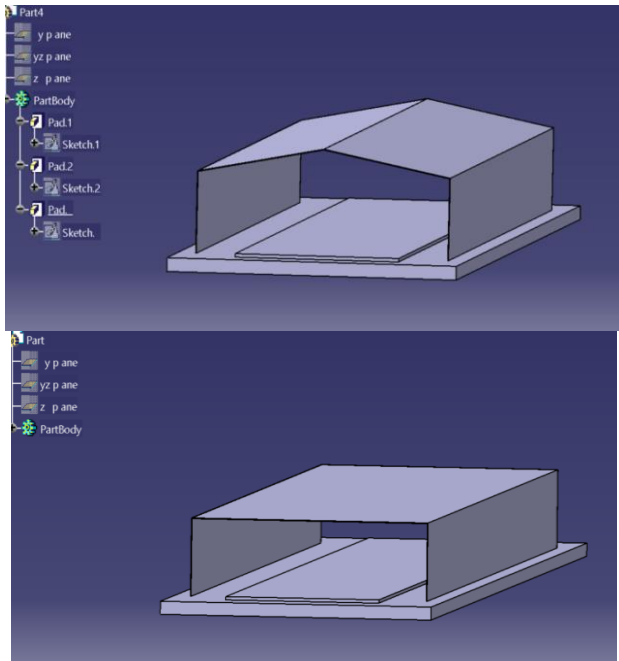 Part4
y p ane
yz p ane
z p ane
PartBody
Pad.1
Sketch.1
Pad.2
Sketch.2
Pad.
Sketch.
Part
y p ane
yz p ane
z p ane
PartBody